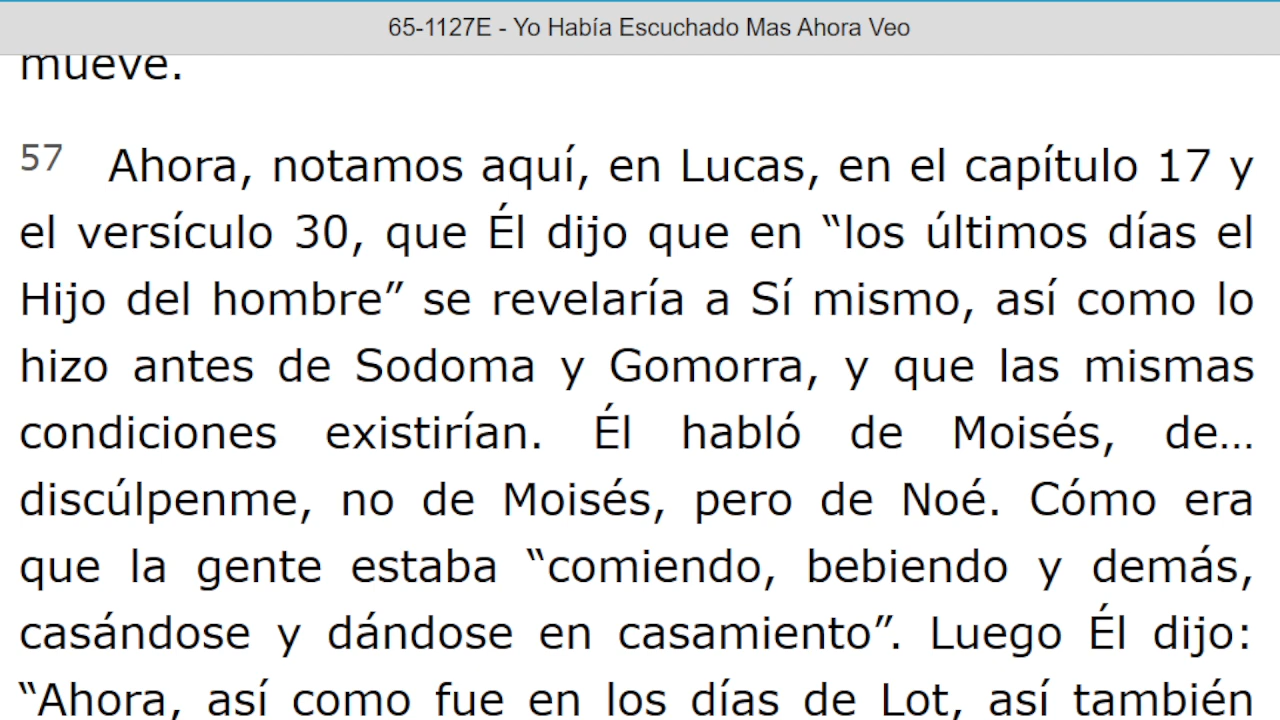 65-1127E - Yo Había Escuchado Mas Ahora Veo
mueve.
57 Ahora, notamos aquí, en Lucas, en el capítulo 17 y
el versículo 30, que Él dijo que en “los últimos días el
Hijo del hombre” se revelaría a Sí mismo, así como lo
hizo antes de Sodoma y Gomorra, y que las mismas
condiciones existirían. Él habló de Moisés, de…
discúlpenme, no de Moisés, pero de Noé. Cómo era
que la gente estaba “comiendo, bebiendo y demás,
casándose y dándose en casamiento”. Luego Él dijo:
“Ahora, así como fue en los días de Lot, así también